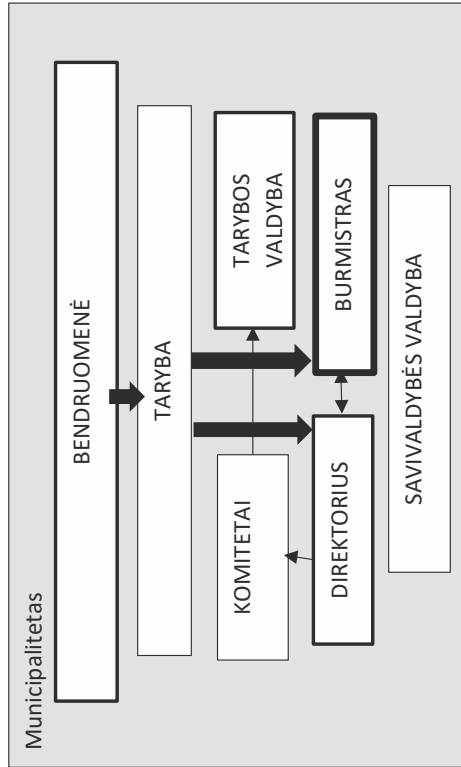 Municipalitetas
BENDRUOMENĖ
TARYBA
KOMITETAI
TARYBOS
VALDYBA
DIREKTORIUS
BURMISTRAS
SAVIVALDYBĖS VALDYBA